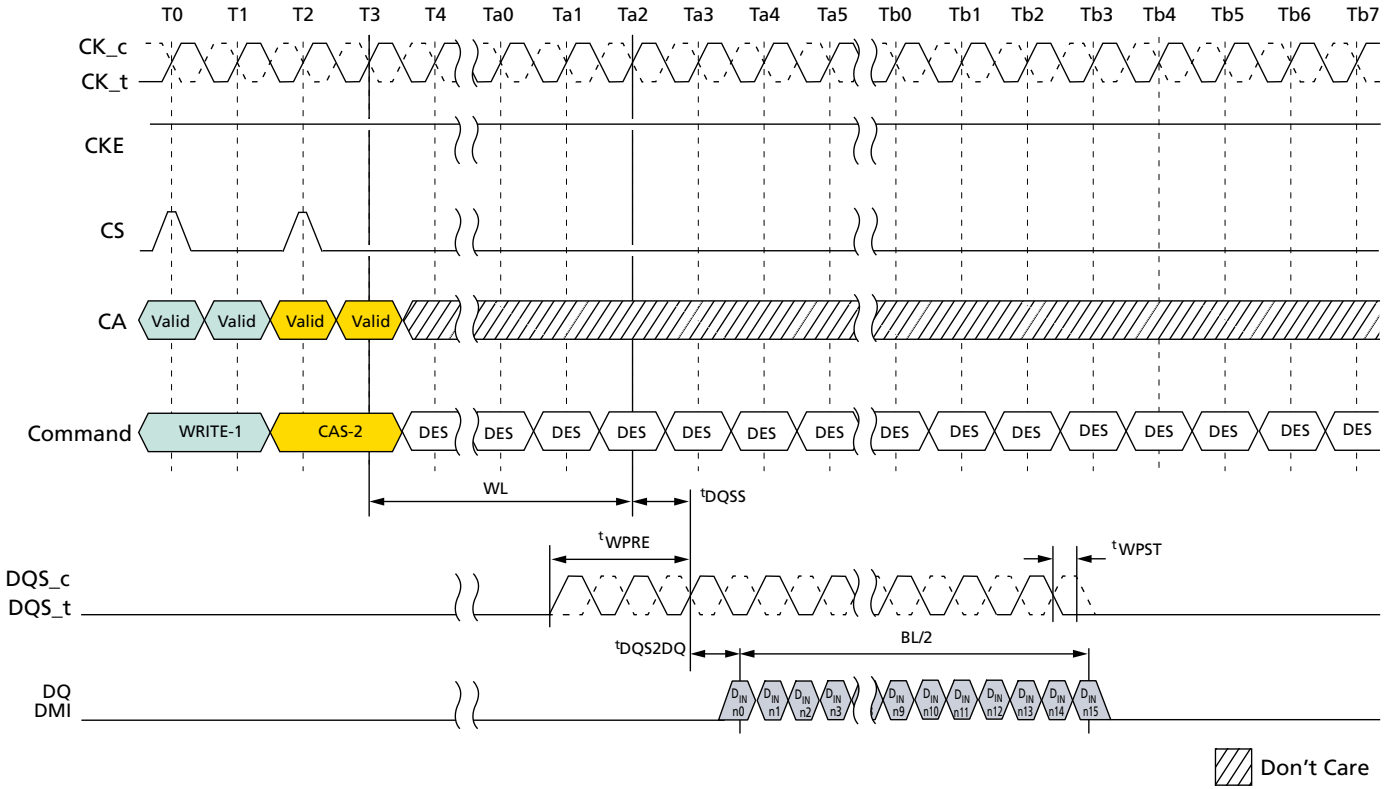 T0 T1 T2 T3 T4 Ta0 Ta1 Ta2 Ta3 Ta4 Ta5 Tb0 Tb1 Tb2 Tb3 Tb4 Tb5 Tb6 Tb7
CK_c
CK_t
CKE
CS
CA Valid Valid Valid Valid
Command WRITE-1 CAS-2 DES DES DES DES DES DES DES DES DES DES DES DES DES DES DES
WL tDQSS
tWPRE tWPST
DQS_c
DQS_t
tDQS2DQ BL/2
DQ DIN DIN DIN DIN DIN DIN DIN DIN DIN DIN DIN
DMI n0 n1 n2 n3 n9 n10 n11 n12 n13 n14 n15
Don't Care